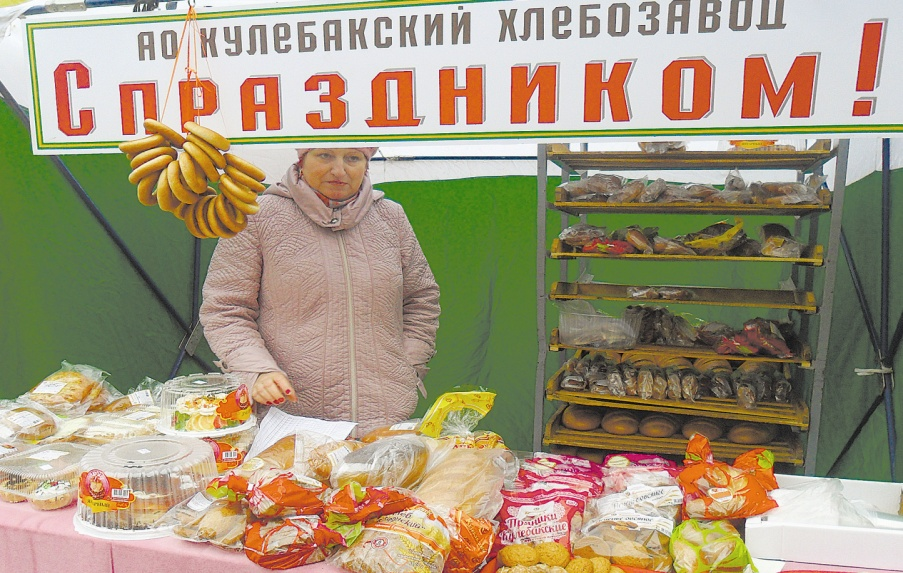 АО КУЛЕБАКСКИЙ ХЛЕБОЗАВОД
С ПРАЗДНИКОМ!
Пряники
Кулебакские